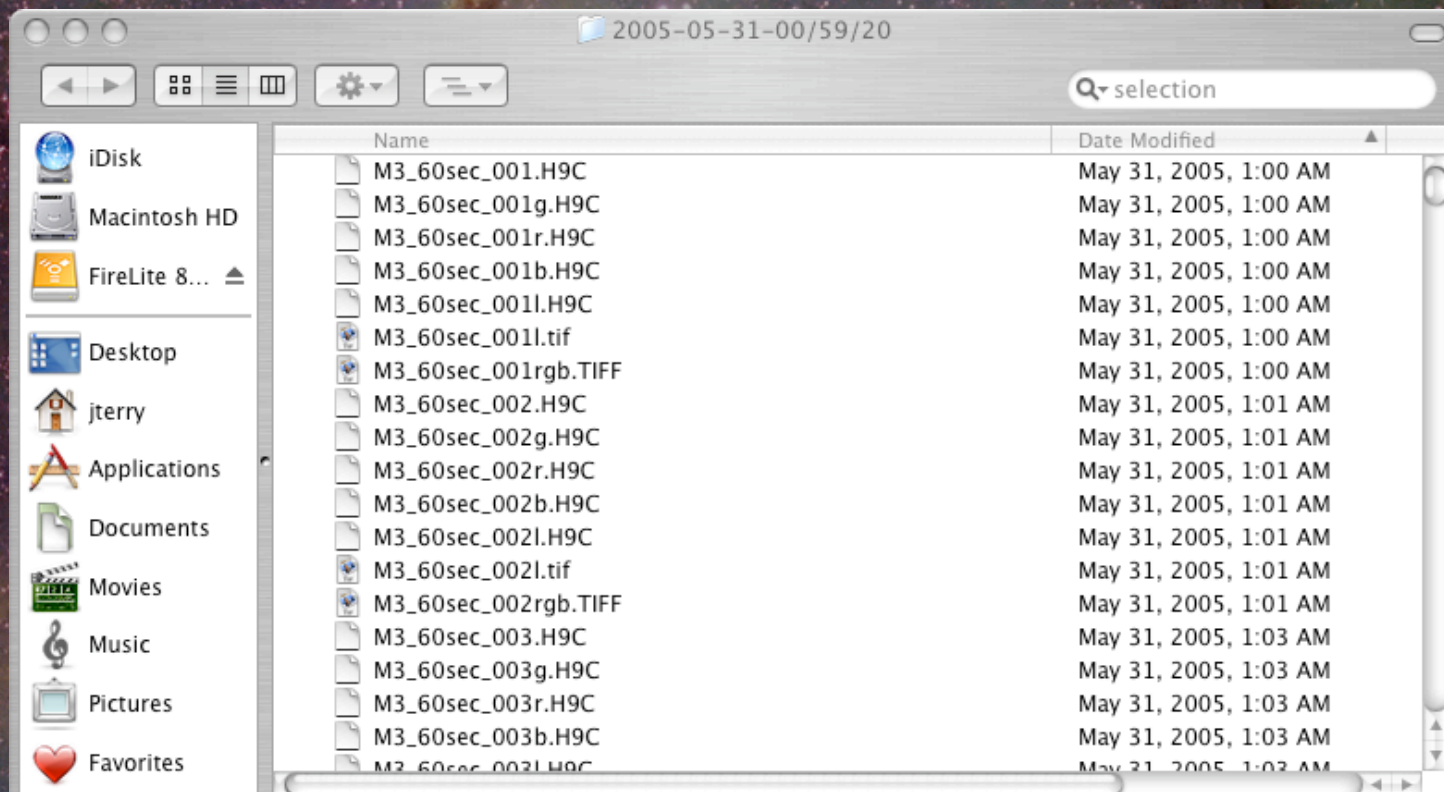 2005-05-31-00/59/20
selection
iDisk
Macintosh HD
FireLite 8...
Desktop
jterry
Applications
Documents
Movies
Music
Pictures
Favorites
Name Date Modified
M3_60sec_001.H9C May 31, 2005, 1:00 AM
M3_60sec_001g.H9C May 31, 2005, 1:00 AM
M3_60sec_001r.H9C May 31, 2005, 1:00 AM
M3_60sec_001b.H9C May 31, 2005, 1:00 AM
M3_60sec_001l.H9C May 31, 2005, 1:00 AM
M3_60sec_001l.tif May 31, 2005, 1:00 AM
M3_60sec_001rgb.TIFF May 31, 2005, 1:00 AM
M3_60sec_002.H9C May 31, 2005, 1:01 AM
M3_60sec_002g.H9C May 31, 2005, 1:01 AM
M3_60sec_002r.H9C May 31, 2005, 1:01 AM
M3_60sec_002b.H9C May 31, 2005, 1:01 AM
M3_60sec_002l.H9C May 31, 2005, 1:01 AM
M3_60sec_002l.tif May 31, 2005, 1:01 AM
M3_60sec_002rgb.TIFF May 31, 2005, 1:01 AM
M3_60sec_003.H9C May 31, 2005, 1:03 AM
M3_60sec_003g.H9C May 31, 2005, 1:03 AM
M3_60sec_003r.H9C May 31, 2005, 1:03 AM
M3_60sec_003b.H9C May 31, 2005, 1:03 AM
M3_60sec_003l.H9C May 31, 2005, 1:03 AM